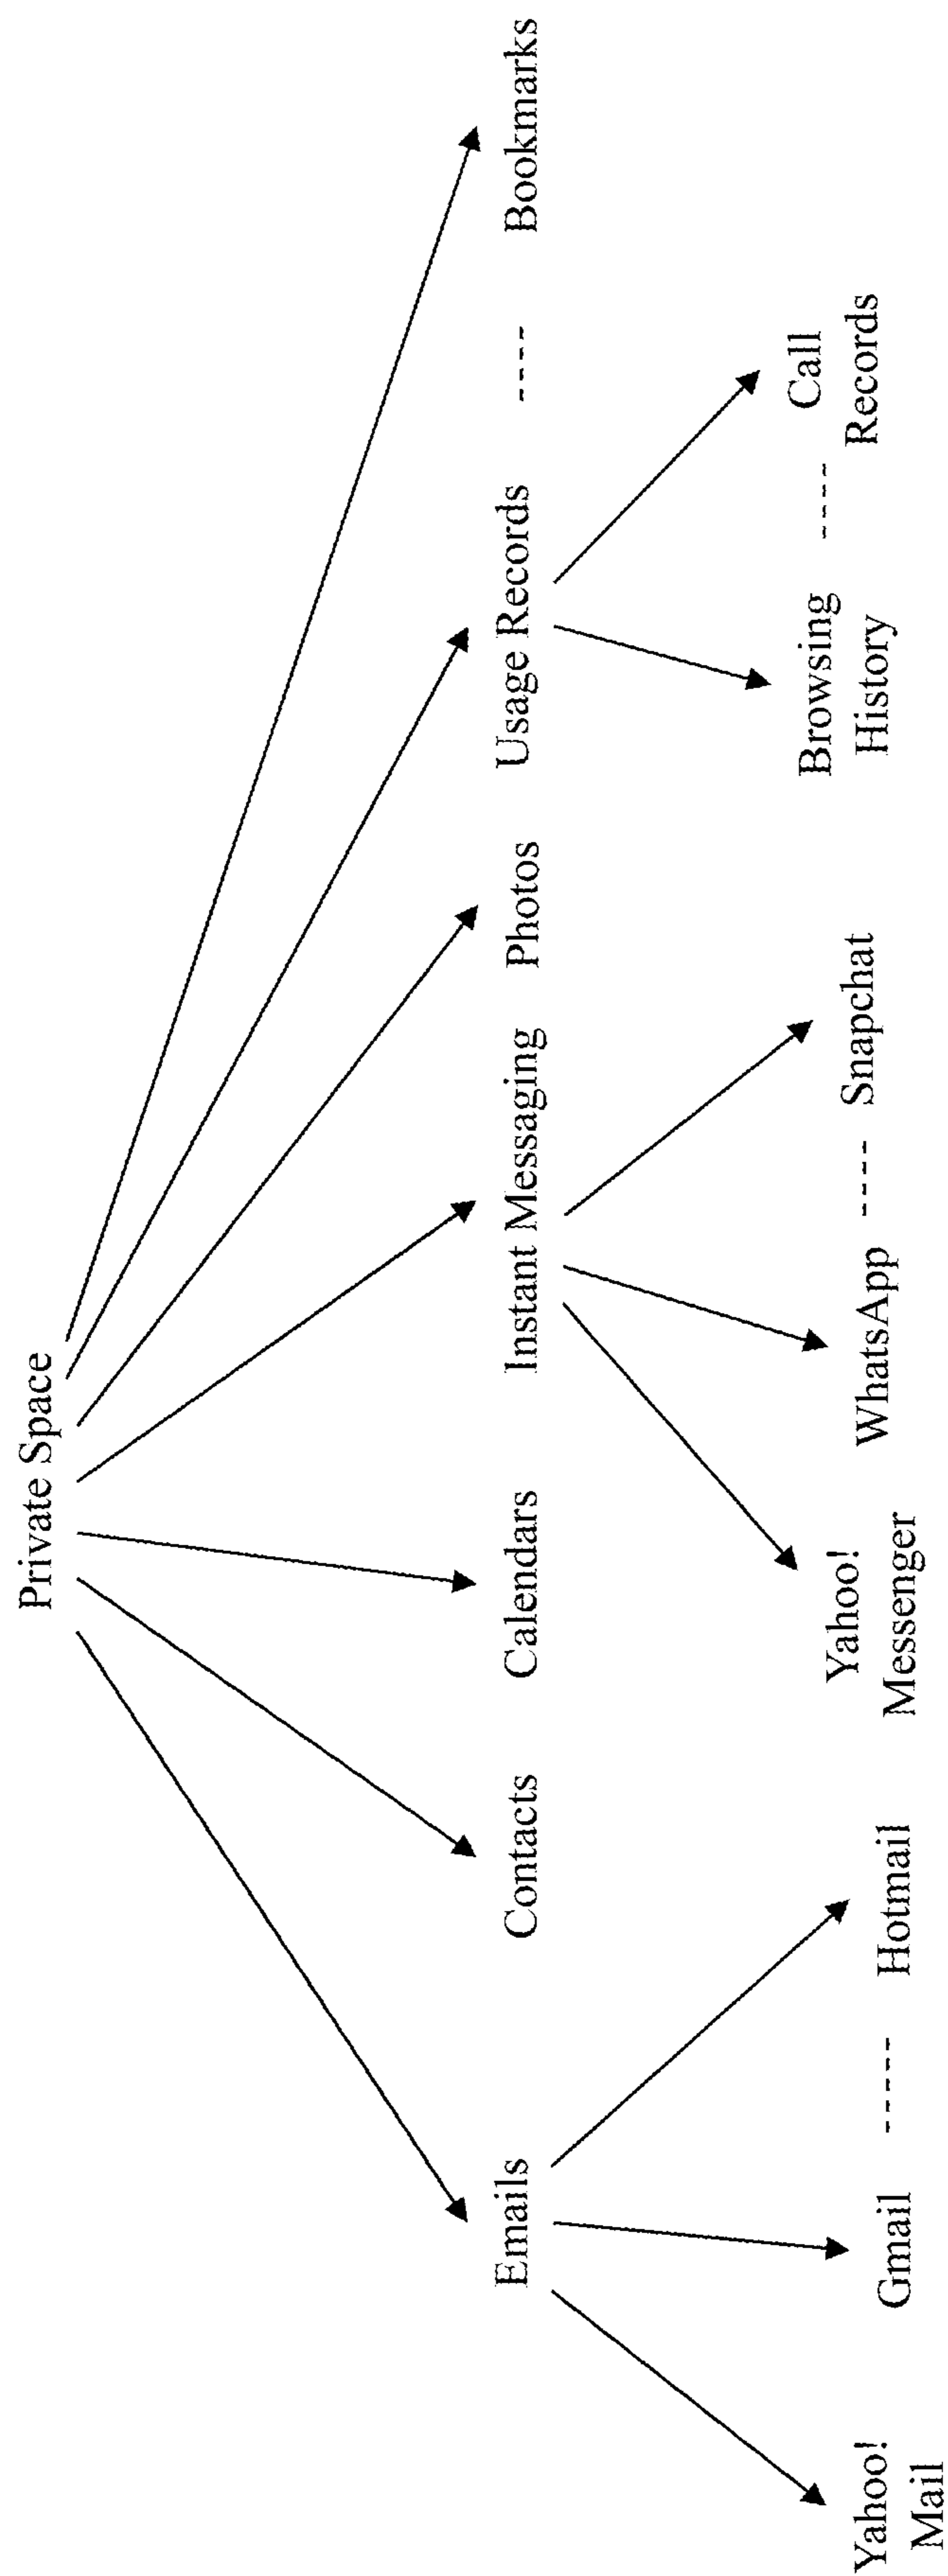 Private Space
Emails
Contacts
Calendars
Instant Messaging
Photos
Usage Records
----
Bookmarks
Yahoo!
Mail
Gmail
-----
Hotmail
Yahoo!
Messenger
WhatsApp
----
Snapchat
Browsing
History
----
Call
Records